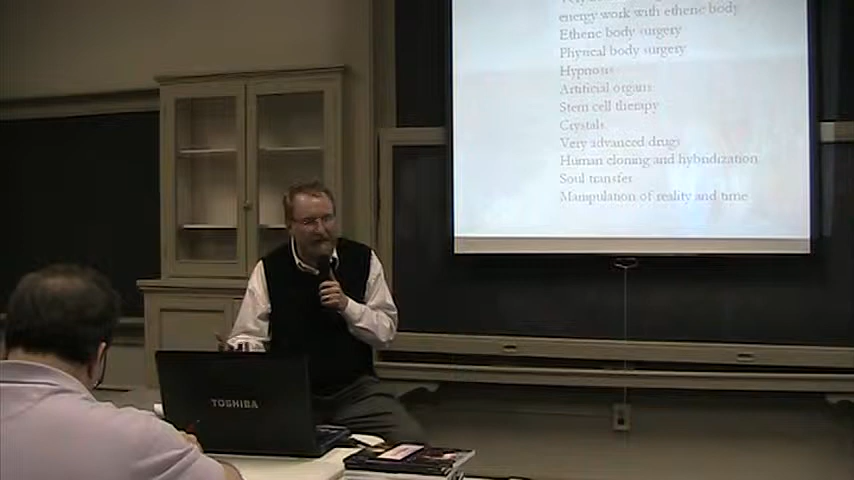 energy work with etheric body
Etheric body surgery
Physical body surgery
Hypnosis
Artificial organs
Stem cell therapy
Crystals
Very advanced drugs
Human cloning and hybridization
Soul transfer
Manipulation of reality and time
TOSHIBA